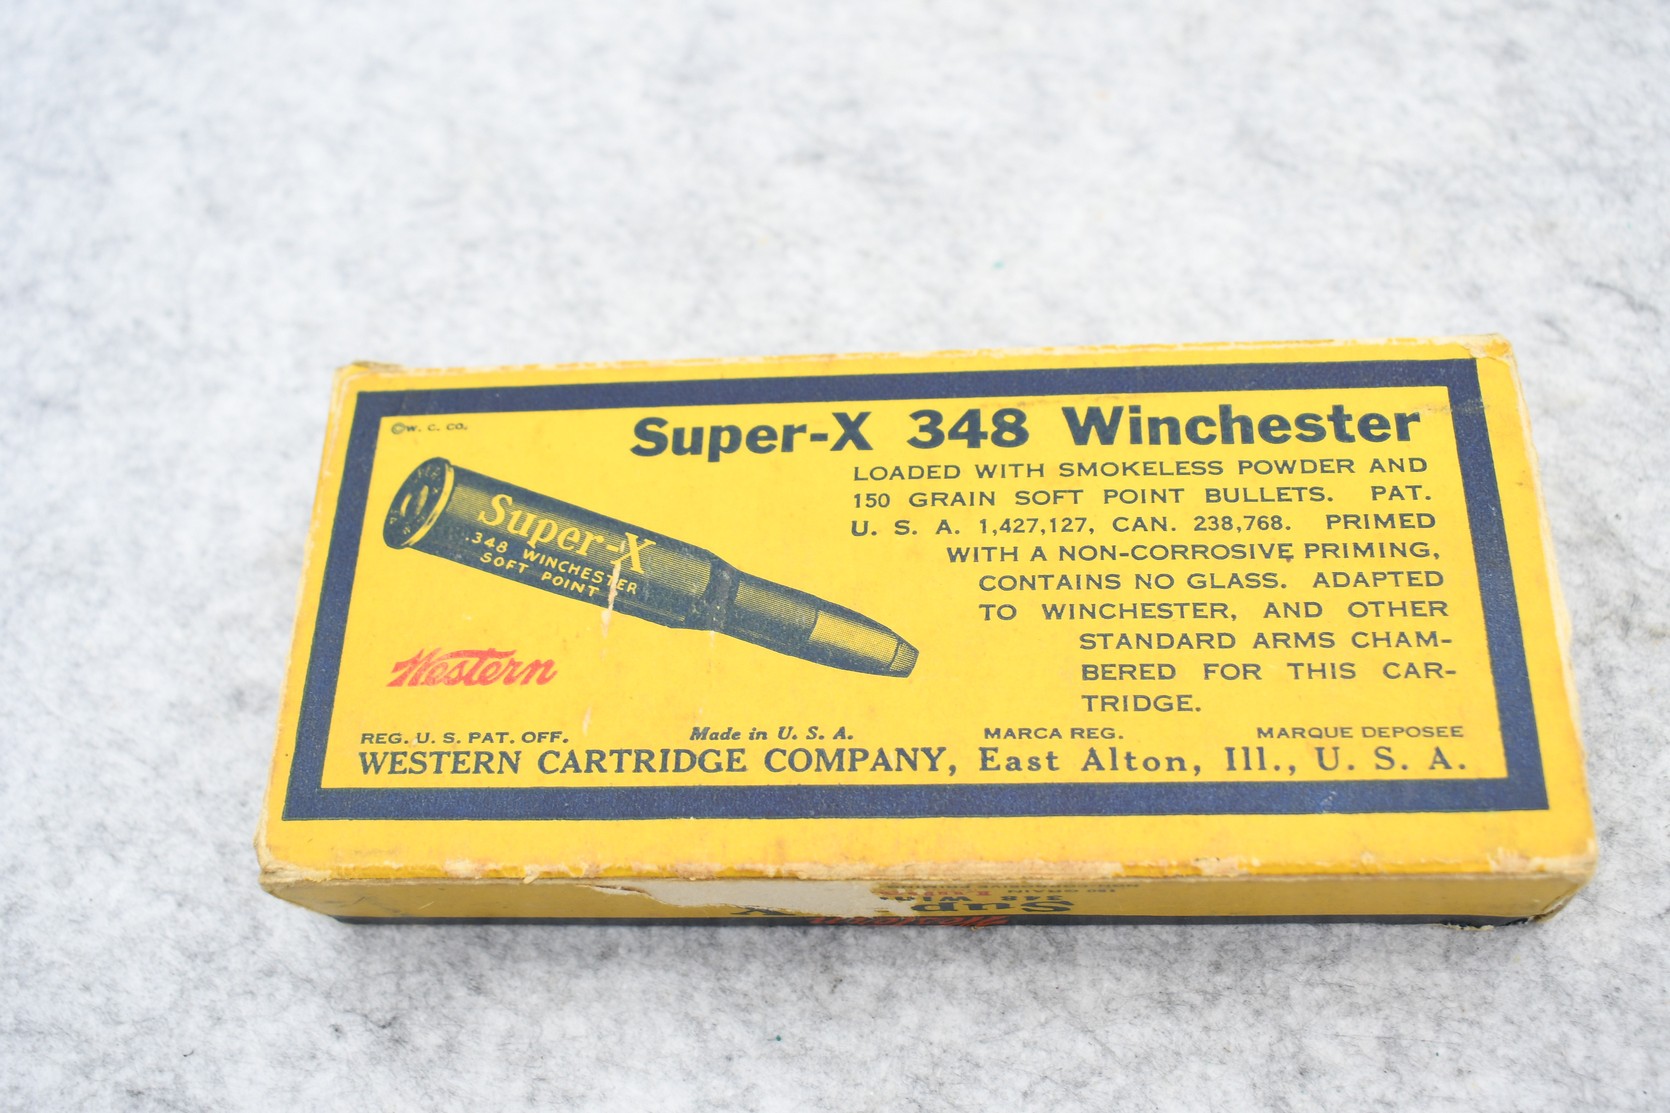 ©W. C. CO.
Super-X 348 Winchester
LOADED WITH SMOKELESS POWDER AND
150 GRAIN SOFT POINT BULLETS. PAT.
U. S. A. 1,427,127, CAN. 238,768. PRIMED
WITH A NON-CORROSIVE PRIMING,
CONTAINS NO GLASS. ADAPTED
TO WINCHESTER, AND OTHER
STANDARD ARMS CHAM-
BERED FOR THIS CAR-
TRIDGE.
Super-X
.348 WINCHESTER
SOFT POINT
Western
REG. U. S. PAT. OFF. Made in U. S. A. MARCA REG. MARQUE DEPOSEE
WESTERN CARTRIDGE COMPANY, East Alton, Ill., U. S. A.